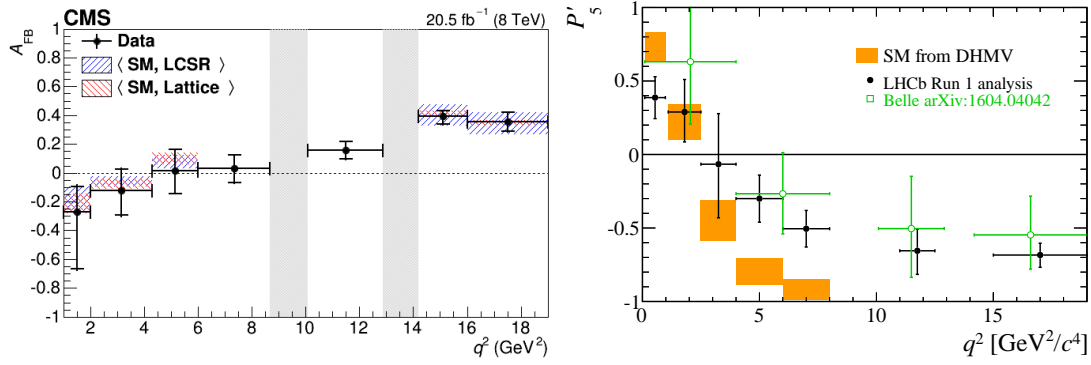 CMS
20.5 fb⁻¹ (8 TeV)
A_FB
1
0.8
0.6
0.4
0.2
0
-0.2
-0.4
-0.6
-0.8
-1
Data
⟨ SM, LCSR ⟩
⟨ SM, Lattice ⟩
2 4 6 8 10 12 14 16 18
q² (GeV²)
P'₅
1
0.5
0
-0.5
-1
SM from DHMV
LHCb Run 1 analysis
Belle arXiv:1604.04042
0 5 10 15
q² [GeV²/c⁴]